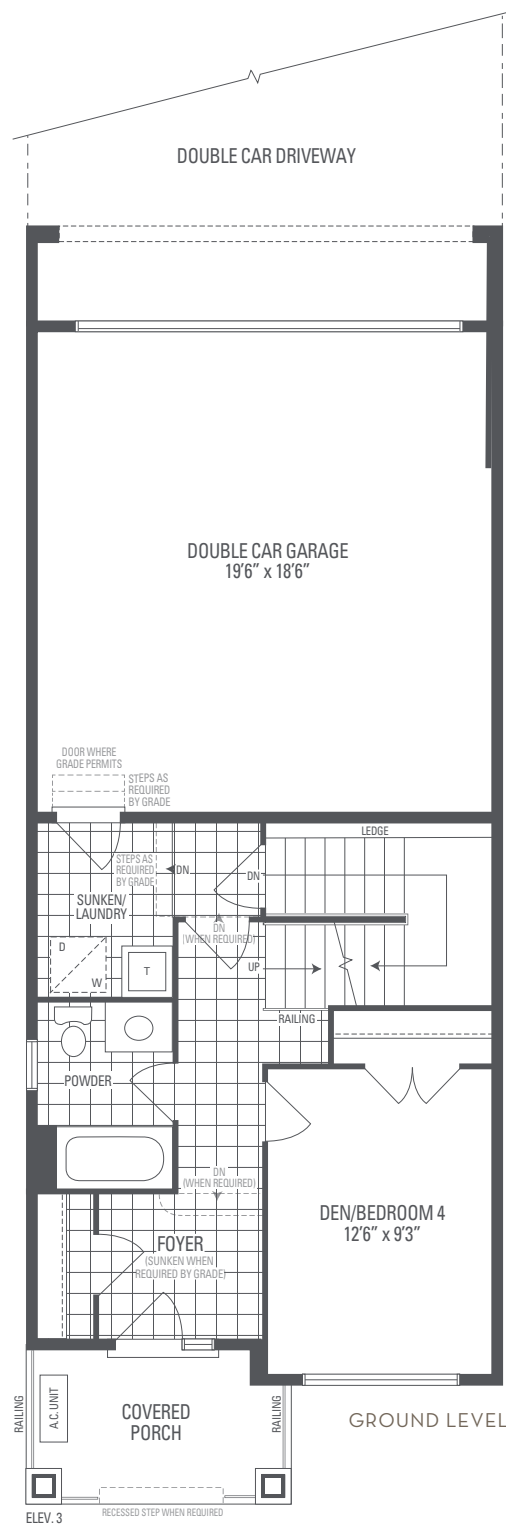 DOUBLE CAR DRIVEWAY
DOUBLE CAR GARAGE
19'6" x 18'6"
DOOR WHERE
GRADE PERMITS
STEPS AS
REQUIRED
BY GRADE
LEDGE
STEPS AS
REQUIRED
BY GRADE
DN
DN
SUNKEN/
LAUNDRY
DN
(WHEN REQUIRED)
D
W
T
UP
RAILING
POWDER
DN
(WHEN REQUIRED)
DEN/BEDROOM 4
12'6" x 9'3"
FOYER
(SUNKEN WHEN
REQUIRED BY GRADE)
RAILING
A.C. UNIT
COVERED
PORCH
RAILING
GROUND LEVEL
RECESSED STEP WHEN REQUIRED
ELEV. 3